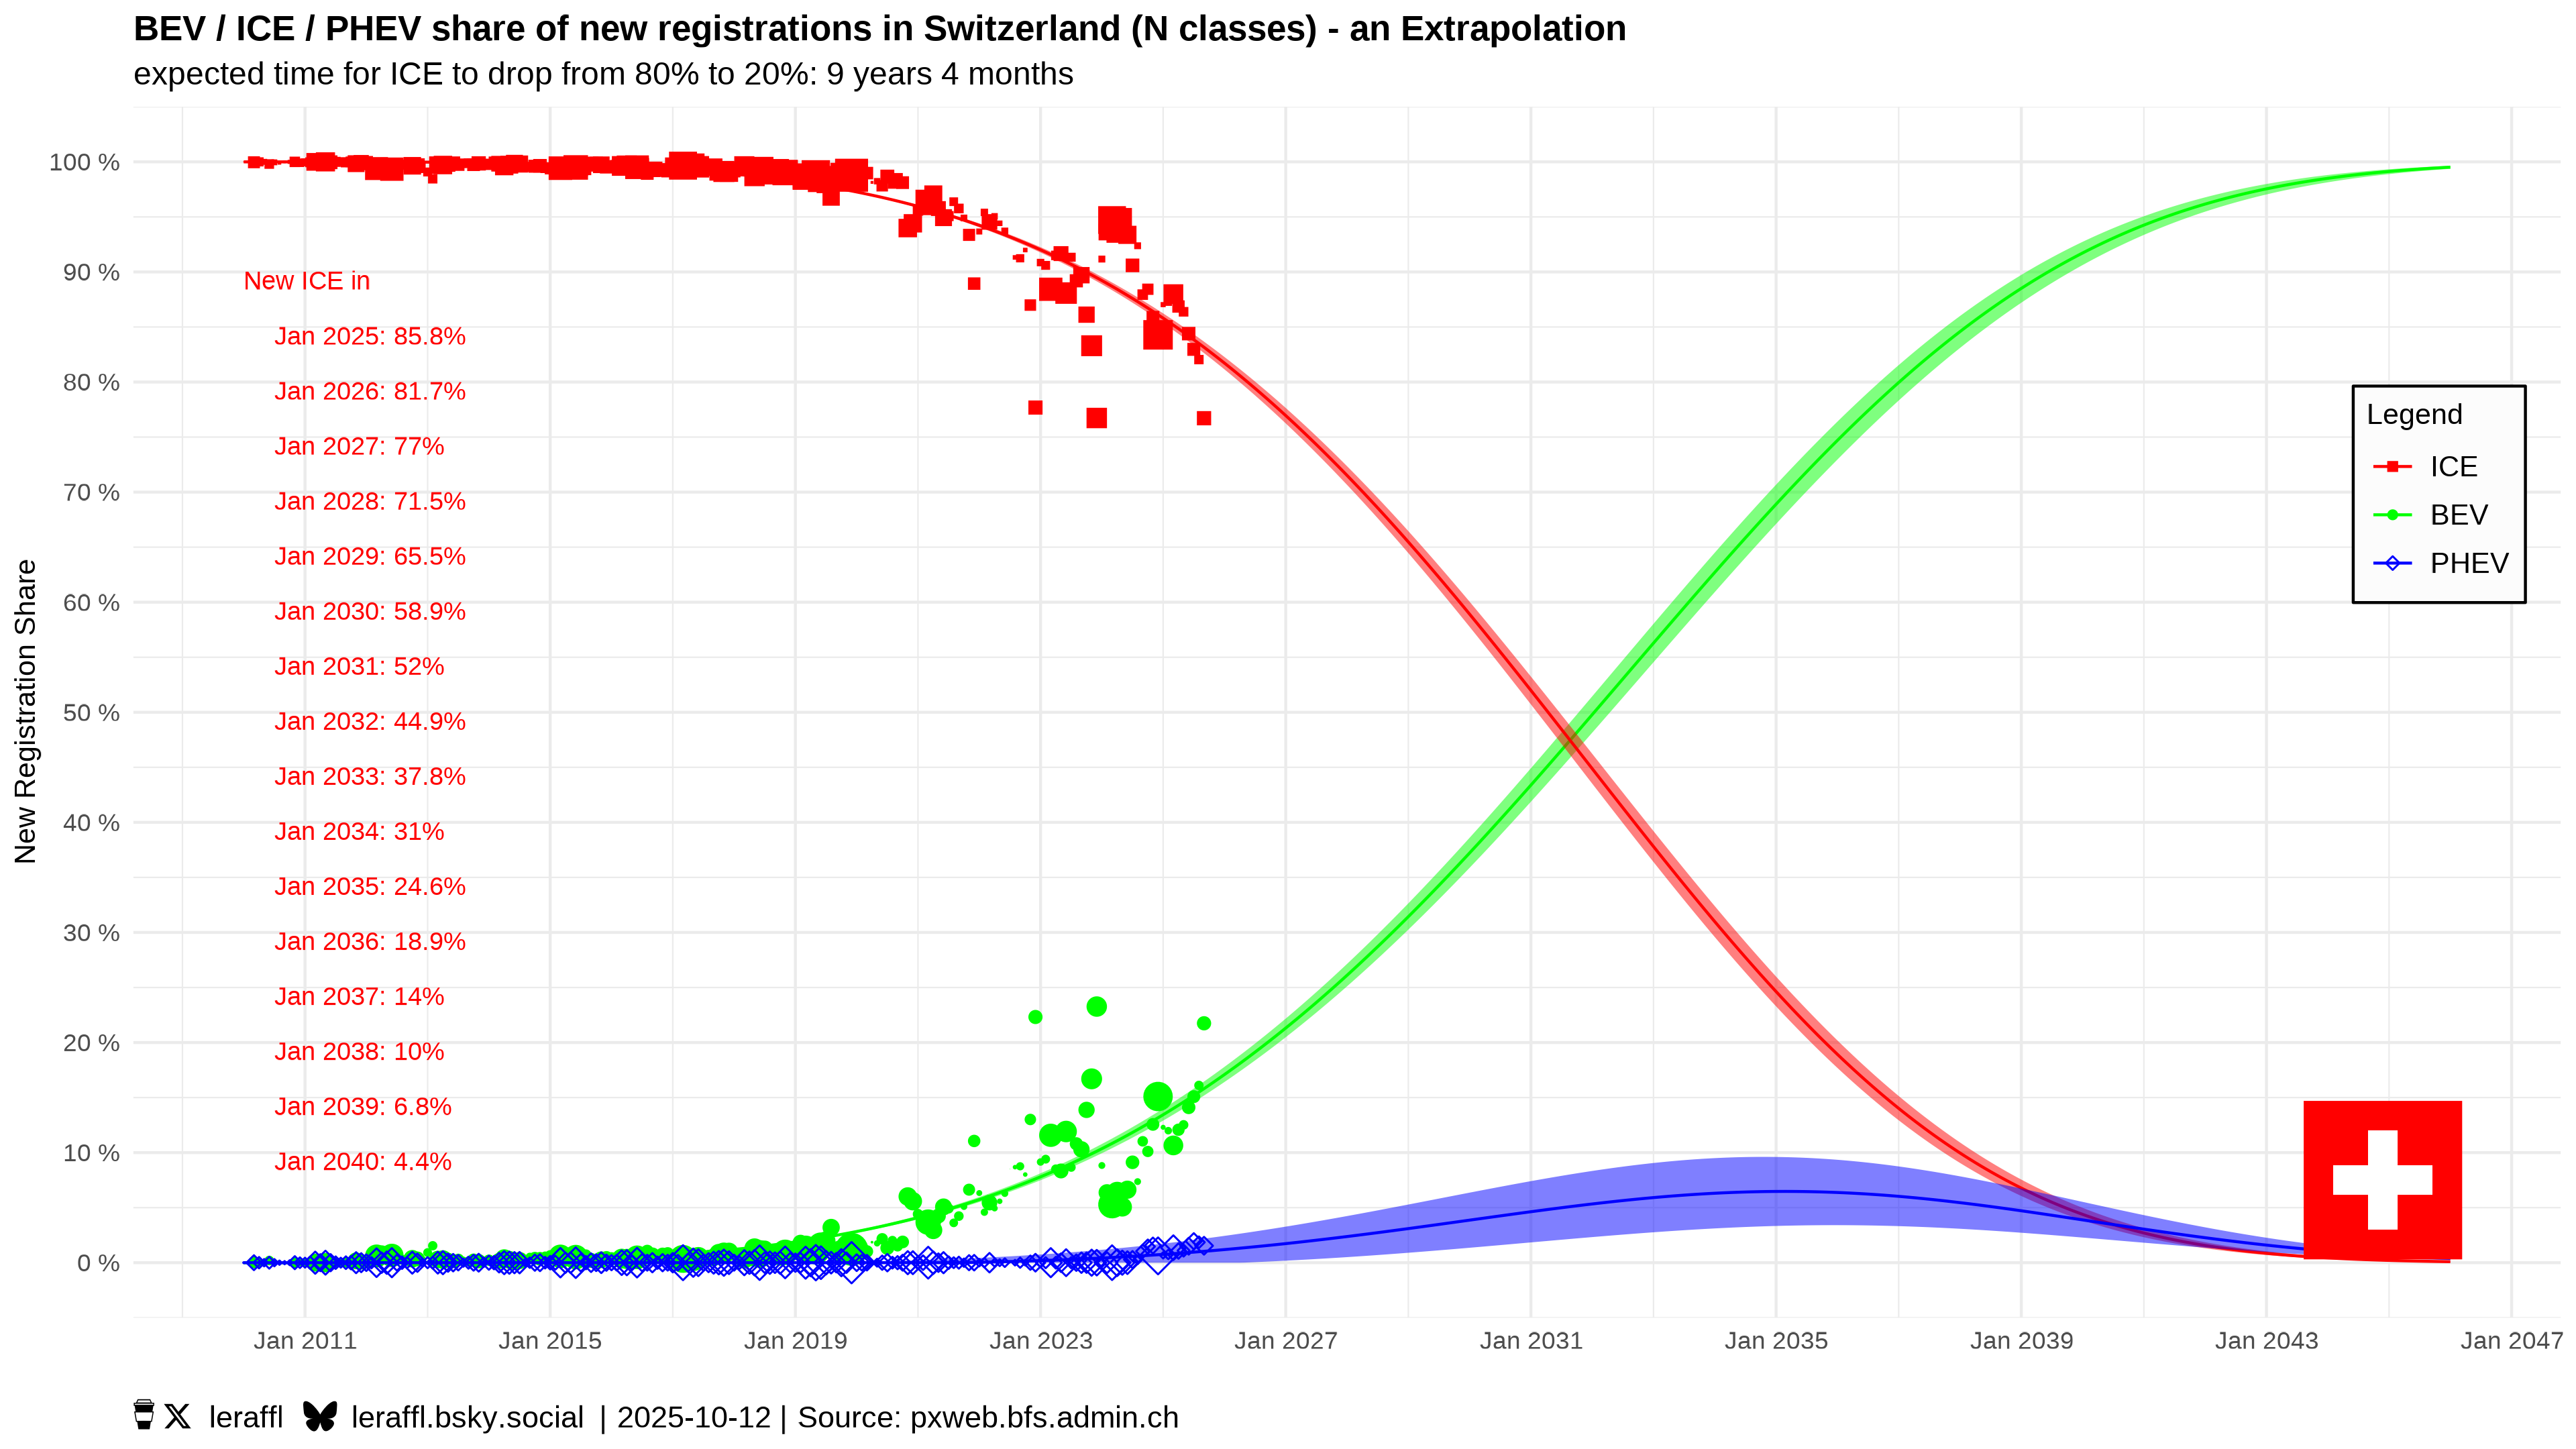 BEV / ICE / PHEV share of new registrations in Switzerland (N classes) - an Extrapolation
expected time for ICE to drop from 80% to 20%: 9 years 4 months
New Registration Share
100 %
90 %
80 %
70 %
60 %
50 %
40 %
30 %
20 %
10 %
0 %
New ICE in
Jan 2025: 85.8%
Jan 2026: 81.7%
Jan 2027: 77%
Jan 2028: 71.5%
Jan 2029: 65.5%
Jan 2030: 58.9%
Jan 2031: 52%
Jan 2032: 44.9%
Jan 2033: 37.8%
Jan 2034: 31%
Jan 2035: 24.6%
Jan 2036: 18.9%
Jan 2037: 14%
Jan 2038: 10%
Jan 2039: 6.8%
Jan 2040: 4.4%
Legend
ICE
BEV
PHEV
Jan 2011 Jan 2015 Jan 2019 Jan 2023 Jan 2027 Jan 2031 Jan 2035 Jan 2039 Jan 2043 Jan 2047
leraffl leraffl.bsky.social | 2025-10-12 | Source: pxweb.bfs.admin.ch